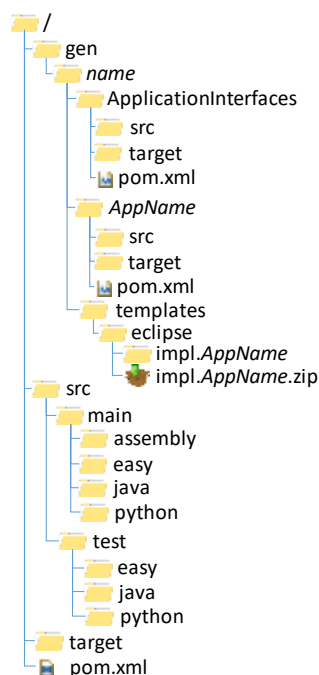 /
gen
name
ApplicationInterfaces
src
target
pom.xml
AppName
src
target
pom.xml
templates
eclipse
impl.AppName
impl.AppName.zip
src
main
assembly
easy
java
python
test
easy
java
python
target
pom.xml